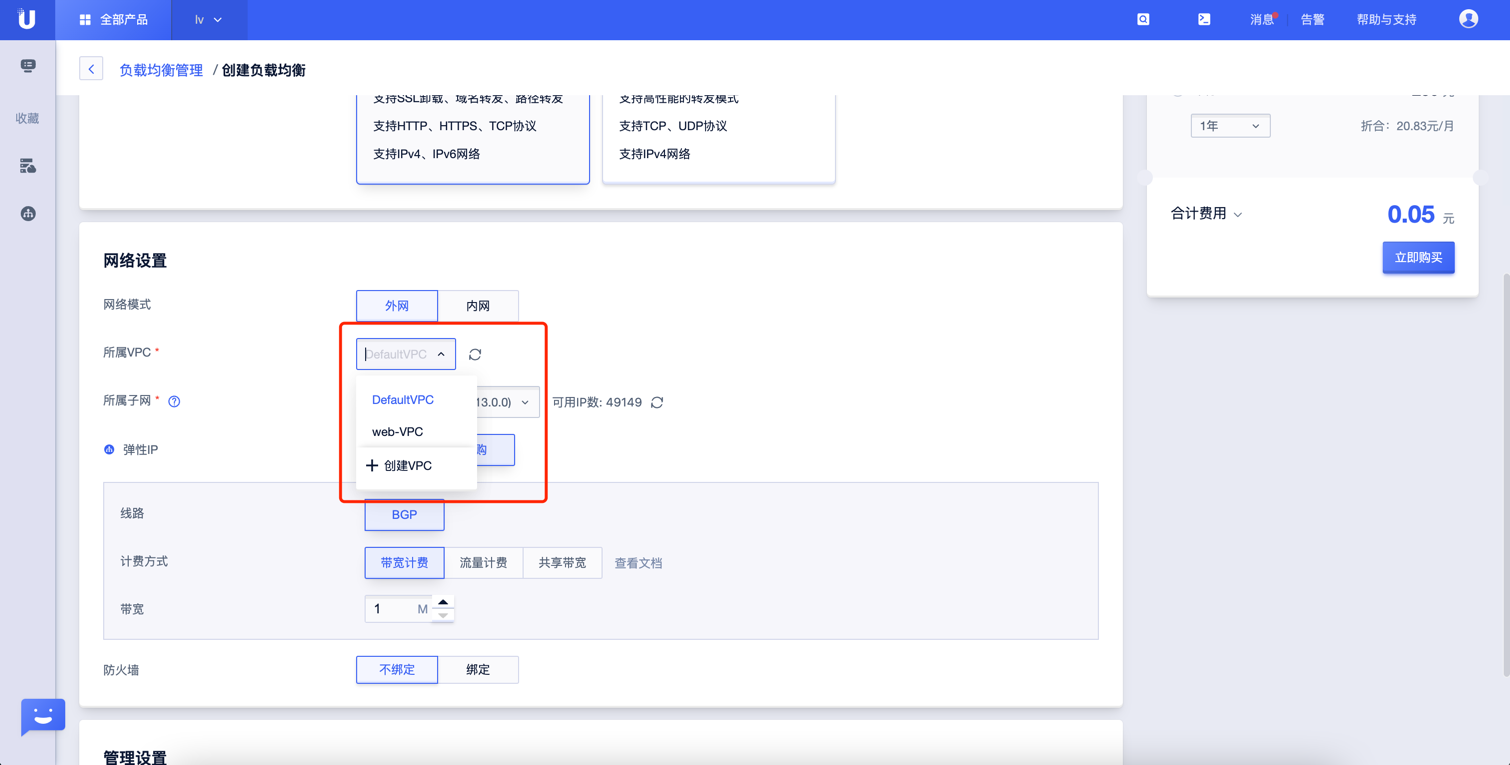 全部产品
lv
消息
告警
帮助与支持
收藏
负载均衡管理 / 创建负载均衡
支持SSL卸载、域名转发、路径转发
支持HTTP、HTTPS、TCP协议
支持IPv4、IPv6网络
支持高性能的转发模式
支持TCP、UDP协议
支持IPv4网络
1年
折合：20.83元/月
合计费用
0.05 元
立即购买
网络设置
网络模式
外网
内网
所属VPC *
DefaultVPC
DefaultVPC
web-VPC
创建VPC
所属子网 *
13.0.0)
可用IP数: 49149
弹性IP
购
线路
BGP
计费方式
带宽计费
流量计费
共享带宽
查看文档
带宽
1 M
防火墙
不绑定
绑定
管理设置